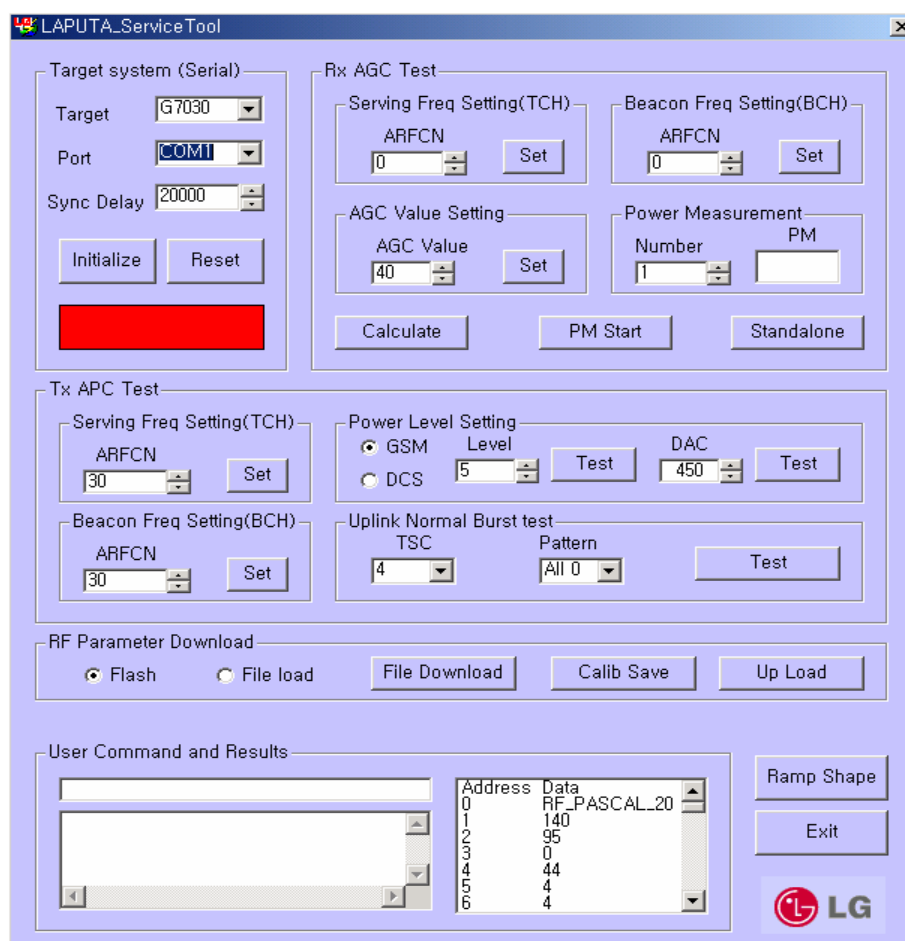 LAPUTA_ServiceTool
Target system (Serial)
Target
G7030
Port
COM1
Sync Delay
20000
Initialize
Reset
Rx AGC Test
Serving Freq Setting(TCH)
ARFCN
0
Set
Beacon Freq Setting(BCH)
ARFCN
0
Set
AGC Value Setting
AGC Value
40
Set
Power Measurement
Number
1
PM
Calculate
PM Start
Standalone
Tx APC Test
Serving Freq Setting(TCH)
ARFCN
30
Set
Beacon Freq Setting(BCH)
ARFCN
30
Set
Power Level Setting
GSM
DCS
Level
5
Test
DAC
450
Test
Uplink Normal Burst test
TSC
4
Pattern
All 0
Test
RF Parameter Download
Flash
File load
File Download
Calib Save
Up Load
User Command and Results
Address Data
0 RF_PASCAL_20
1 140
2 95
3 0
4 44
5 4
6 4
Ramp Shape
Exit
LG